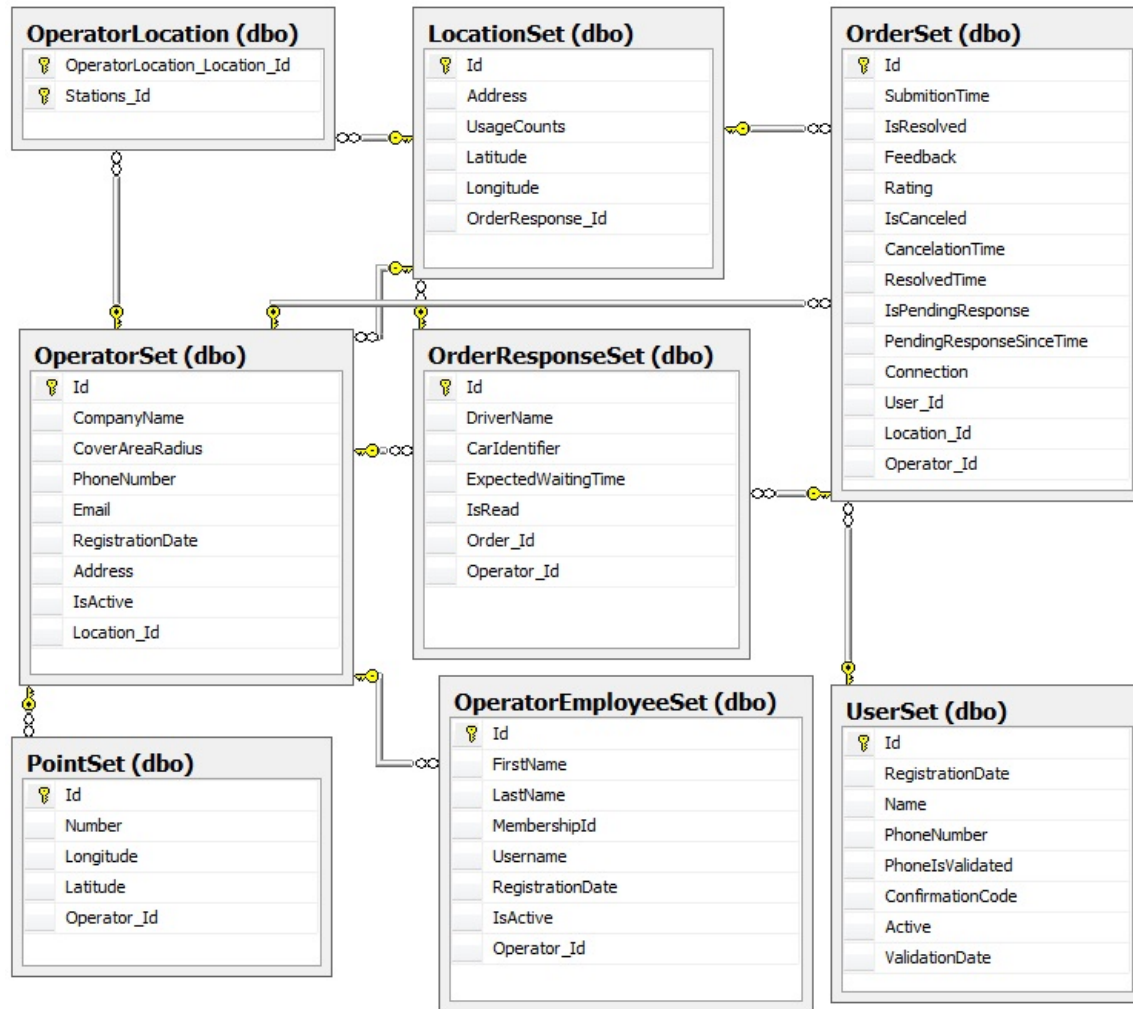 OperatorLocation (dbo)
OperatorLocation_Location_Id
Stations_Id
LocationSet (dbo)
Id
Address
UsageCounts
Latitude
Longitude
OrderResponse_Id
OrderSet (dbo)
Id
SubmitionTime
IsResolved
Feedback
Rating
IsCanceled
CancelationTime
ResolvedTime
IsPendingResponse
PendingResponseSinceTime
Connection
User_Id
Location_Id
Operator_Id
OperatorSet (dbo)
Id
CompanyName
CoverAreaRadius
PhoneNumber
Email
RegistrationDate
Address
IsActive
Location_Id
OrderResponseSet (dbo)
Id
DriverName
CarIdentifier
ExpectedWaitingTime
IsRead
Order_Id
Operator_Id
PointSet (dbo)
Id
Number
Longitude
Latitude
Operator_Id
OperatorEmployeeSet (dbo)
Id
FirstName
LastName
MembershipId
Username
RegistrationDate
IsActive
Operator_Id
UserSet (dbo)
Id
RegistrationDate
Name
PhoneNumber
PhoneIsValidated
ConfirmationCode
Active
ValidationDate